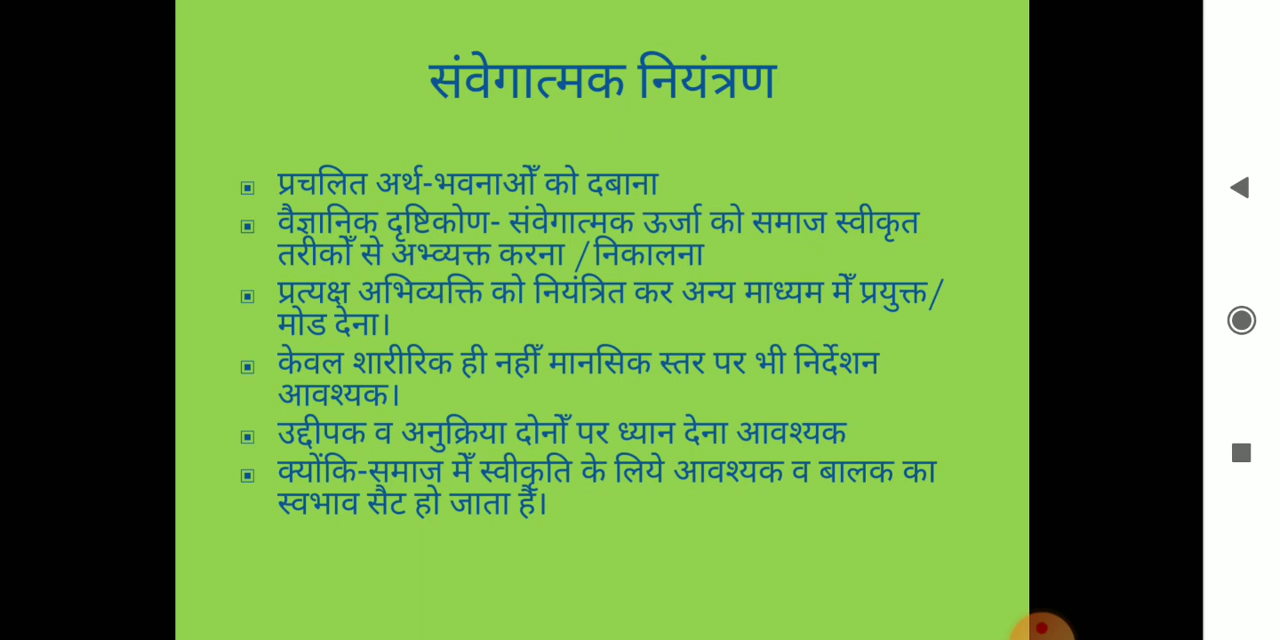 संवेगात्मक नियंत्रण
प्रचलित अर्थ-भवनाओँ को दबाना
वैज्ञानिक दृष्टिकोण- संवेगात्मक ऊर्जा को समाज स्वीकृत
तरीकोँ से अभ्व्यक्त करना /निकालना
प्रत्यक्ष अभिव्यक्ति को नियंत्रित कर अन्य माध्यम मेँ प्रयुक्त/
मोड देना।
केवल शारीरिक ही नहीँ मानसिक स्तर पर भी निर्देशन
आवश्यक।
उद्दीपक व अनुक्रिया दोनोँ पर ध्यान देना आवश्यक
क्योंकि-समाज मेँ स्वीकृति के लिये आवश्यक व बालक का
स्वभाव सैट हो जाता हैँ।